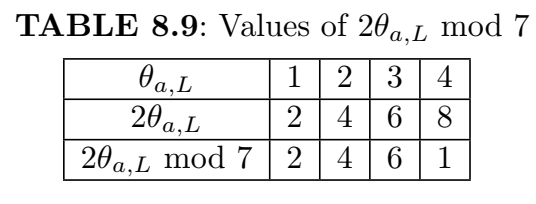 TABLE 8.9: Values of 2θ_{a,L} mod 7
θ_{a,L} 1 2 3 4
2θ_{a,L} 2 4 6 8
2θ_{a,L} mod 7 2 4 6 1